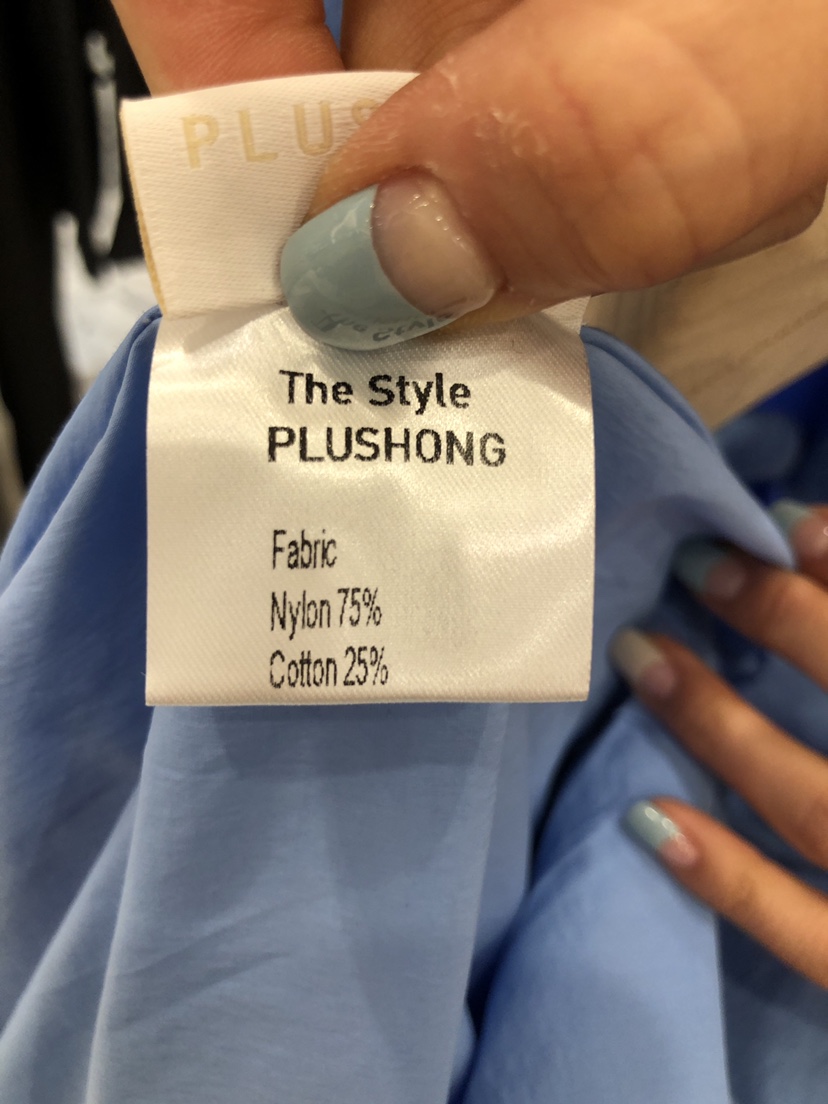 PLUS
The Style
PLUSHONG
Fabric
Nylon 75%
Cotton 25%